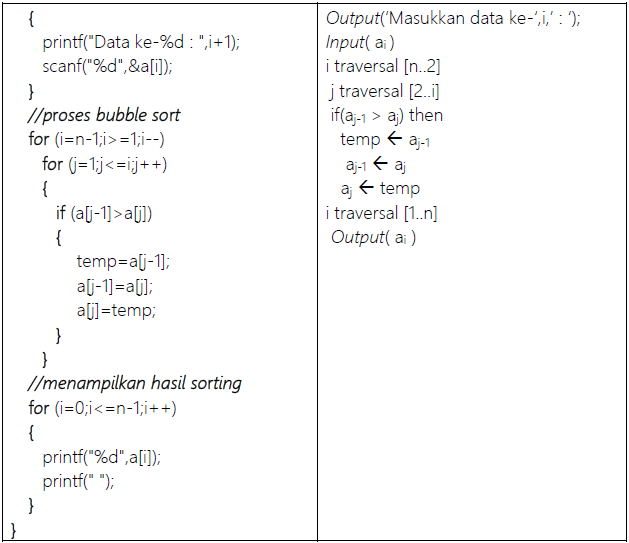 {
printf("Data ke-%d : ",i+1);
scanf("%d",&a[i]);
}
//proses bubble sort
for (i=n-1;i>=1;i--)
for (j=1;j<=i;j++)
{
if (a[j-1]>a[j])
{
temp=a[j-1];
a[j-1]=a[j];
a[j]=temp;
}
}
//menampilkan hasil sorting
for (i=0;i<=n-1;i++)
{
printf("%d",a[i]);
printf(" ");
}
}
Output(‘Masukkan data ke-‘,i,’ : ‘);
Input( ai )
i traversal [n..2]
j traversal [2..i]
if(aj-1 > aj) then
temp 🡨 aj-1
aj-1 🡨 aj
aj 🡨 temp
i traversal [1..n]
Output( ai )